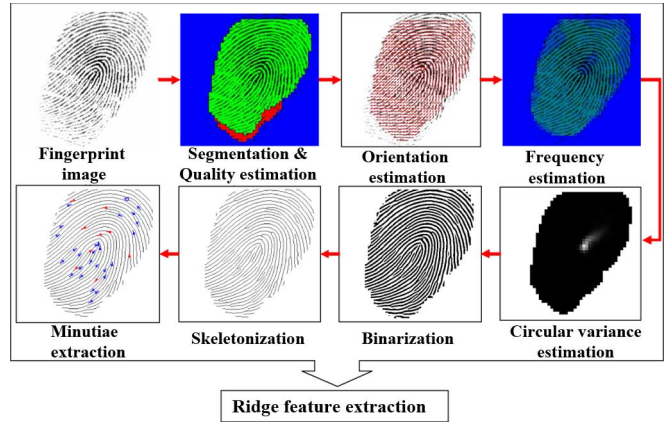 Fingerprint
image
Segmentation &
Quality estimation
Orientation
estimation
Frequency
estimation
Minutiae
extraction
Skeletonization
Binarization
Circular variance
estimation
Ridge feature extraction